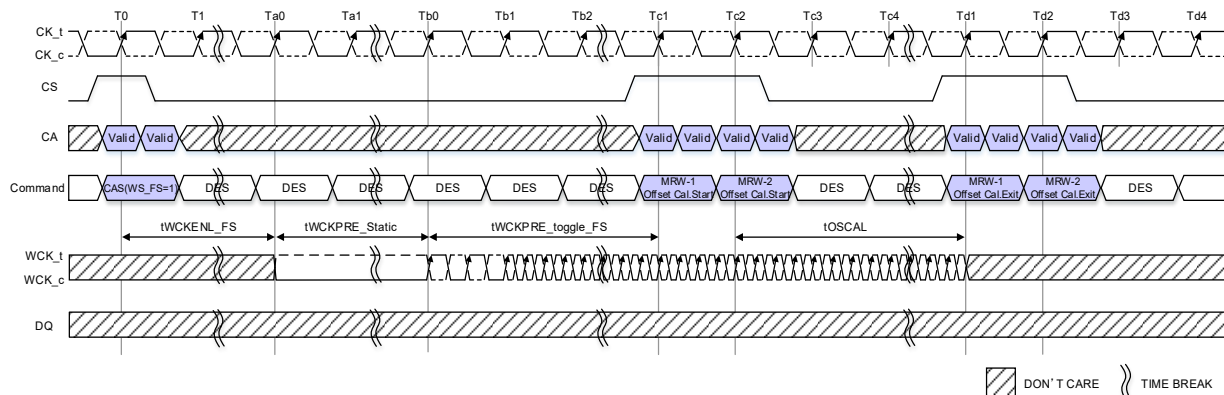 T0 T1 Ta0 Ta1 Tb0 Tb1 Tb2 Tc1 Tc2 Tc3 Tc4 Td1 Td2 Td3 Td4
CK_t
CK_c
CS
CA Valid Valid Valid Valid Valid Valid Valid Valid Valid Valid
Command CAS(WS_FS=1) DES DES DES DES DES DES MRW-1 Offset Cal.Start MRW-2 Offset Cal.Start DES DES MRW-1 Offset Cal.Exit MRW-2 Offset Cal.Exit DES
tWCKENL_FS tWCKPRE_Static tWCKPRE_toggle_FS tOSCAL
WCK_t
WCK_c
DQ
DON'T CARE TIME BREAK